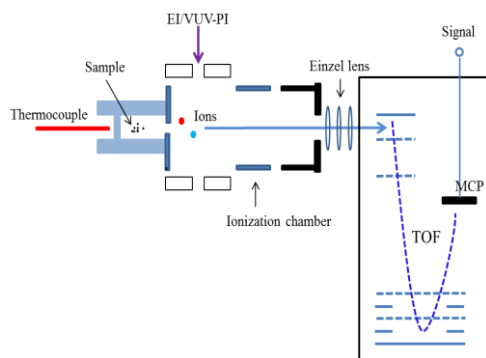 EI/VUV-PI
Signal
Sample
Einzel lens
Thermocouple
Ions
MCP
Ionization chamber
TOF